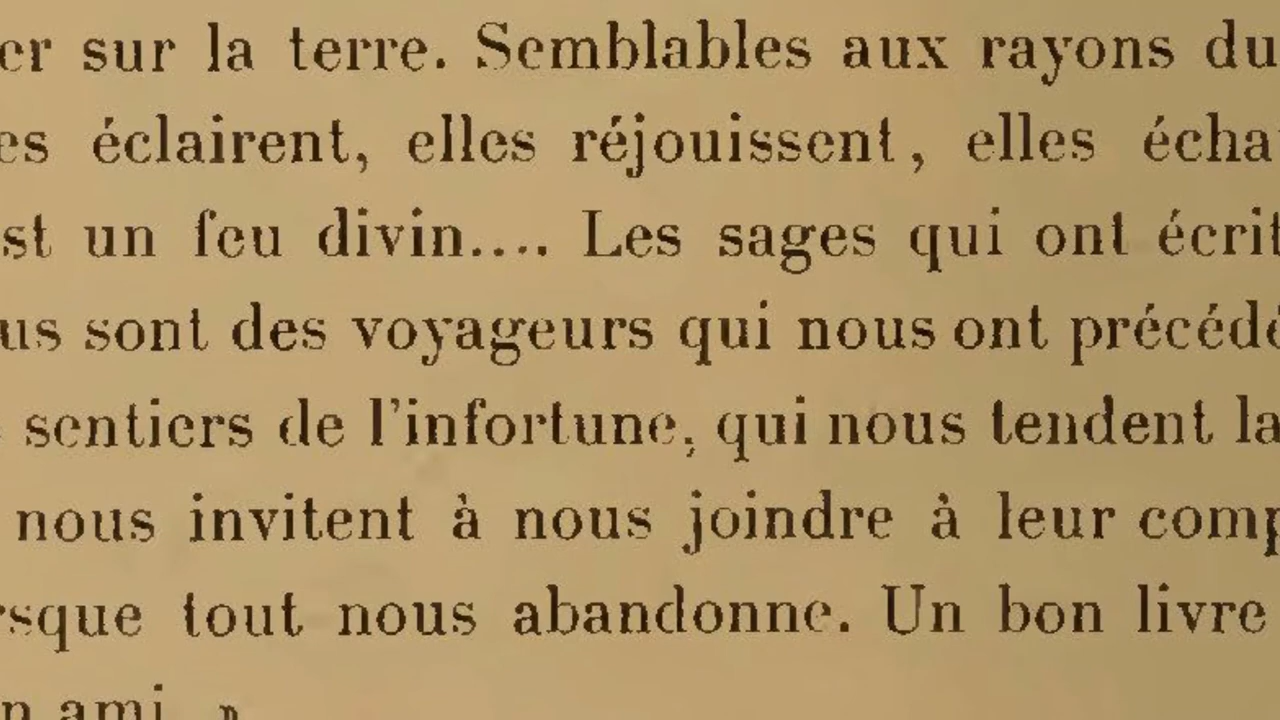 er sur la terre. Semblables aux rayons du
es éclairent, elles réjouissent, elles écha
st un feu divin.... Les sages qui ont écrit
us sont des voyageurs qui nous ont précédé
sentiers de l'infortune, qui nous tendent la
nous invitent à nous joindre à leur comp
rsque tout nous abandonne. Un bon livre
n ami. »